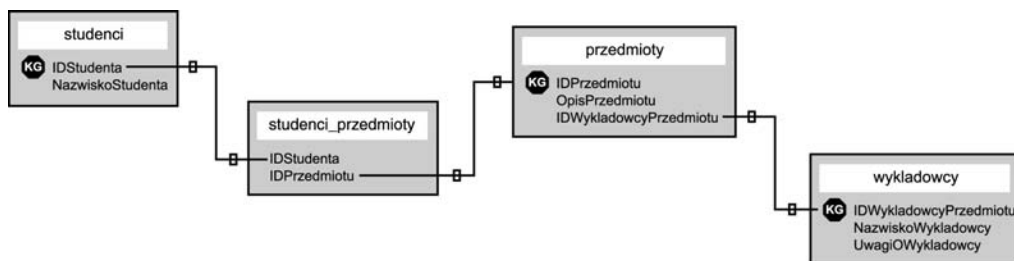 studenci
KG IDStudenta
NazwiskoStudenta
studenci_przedmioty
IDStudenta
IDPrzedmiotu
przedmioty
KG IDPrzedmiotu
OpisPrzedmiotu
IDWykladowcyPrzedmiotu
wykladowcy
KG IDWykladowcyPrzedmiotu
NazwiskoWykladowcy
UwagiOWykladowcy